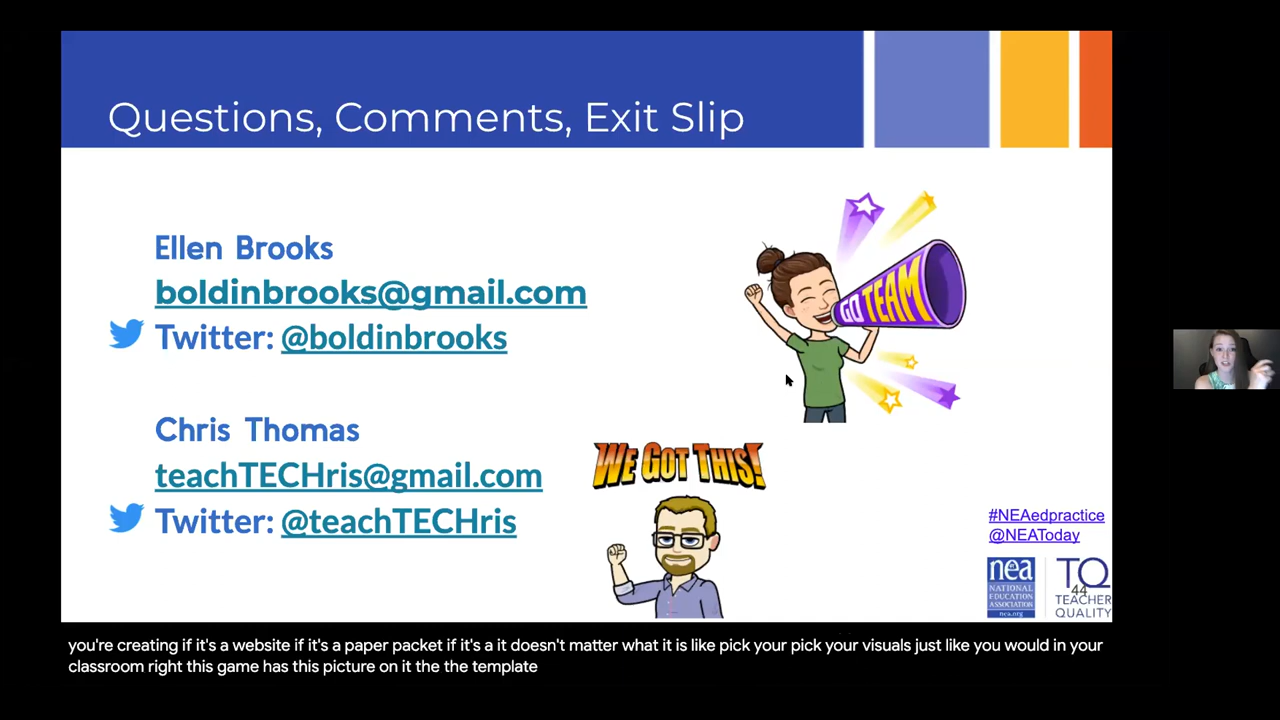 Questions, Comments, Exit Slip
Ellen Brooks
boldinbrooks@gmail.com
Twitter: @boldinbrooks
GO TEAM
Chris Thomas
teachTECHris@gmail.com
Twitter: @teachTECHris
WE GOT THIS!
#NEAedpractice
@NEAToday
nea
NATIONAL
EDUCATION
ASSOCIATION
nea.org
TQ
44
TEACHER
QUALITY
you're creating if it's a website if it's a paper packet if it's a it doesn't matter what it is like pick your pick your visuals just like you would in your
classroom right this game has this picture on it the the template